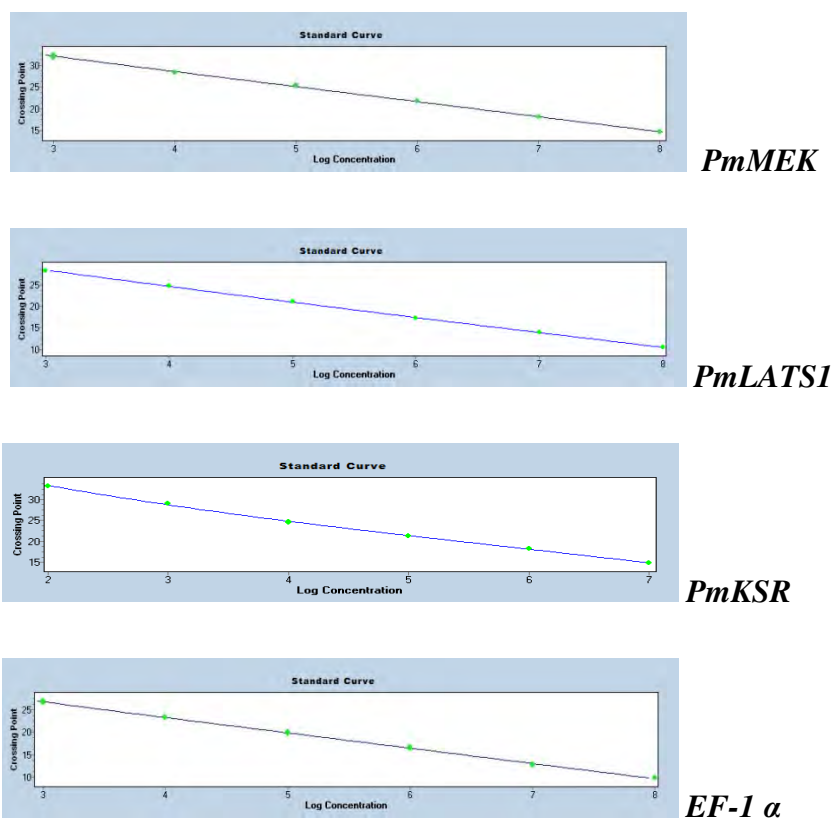 Standard Curve
Crossing Point
30
25
20
15
3 4 5 6 7 8
Log Concentration
PmMEK
Standard Curve
Crossing Point
25
20
15
10
3 4 5 6 7 8
Log Concentration
PmLATS1
Standard Curve
Crossing Point
30
25
20
15
2 3 4 5 6 7
Log Concentration
PmKSR
Standard Curve
Crossing Point
25
20
15
10
3 4 5 6 7 8
Log Concentration
EF-1 α